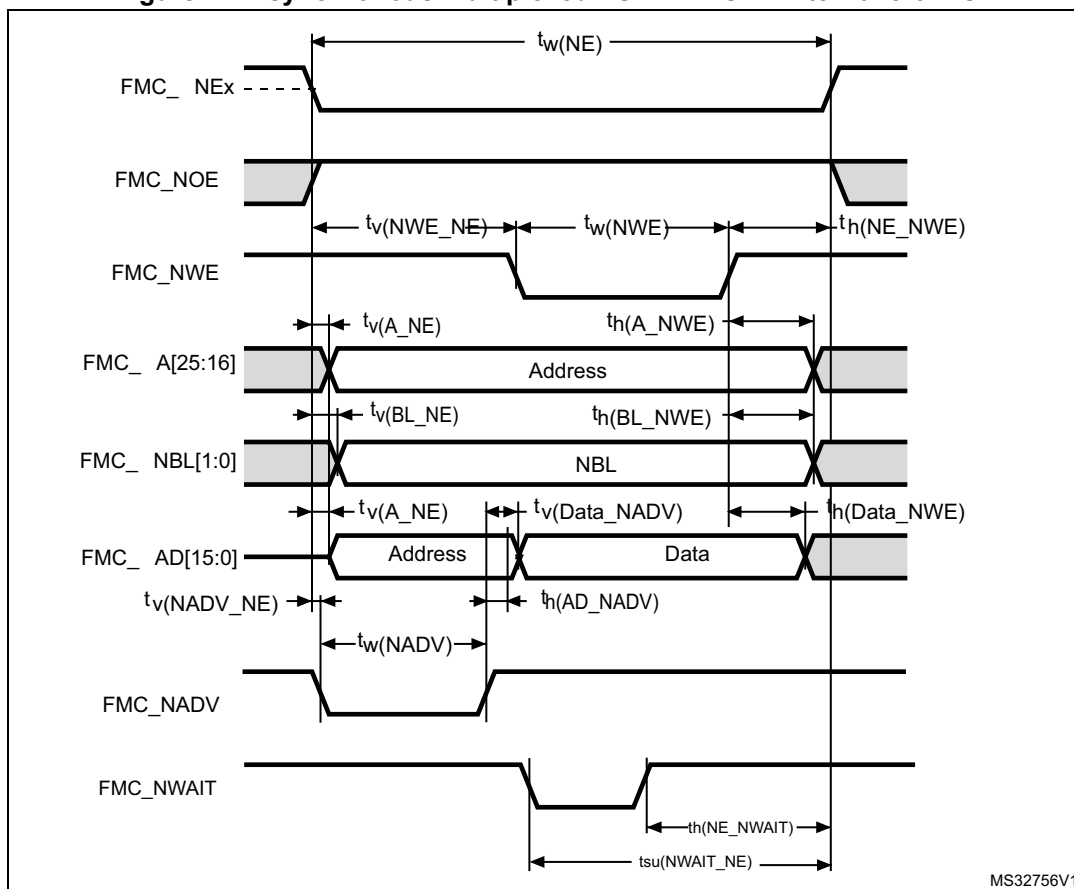 tw(NE)
FMC_ NEx
FMC_NOE
tv(NWE_NE) tw(NWE) th(NE_NWE)
FMC_NWE
tv(A_NE) th(A_NWE)
FMC_ A[25:16] Address
tv(BL_NE) th(BL_NWE)
FMC_ NBL[1:0] NBL
tv(A_NE) tv(Data_NADV) th(Data_NWE)
FMC_ AD[15:0] Address Data
tv(NADV_NE) th(AD_NADV)
tw(NADV)
FMC_NADV
FMC_NWAIT
th(NE_NWAIT)
tsu(NWAIT_NE)
MS32756V1